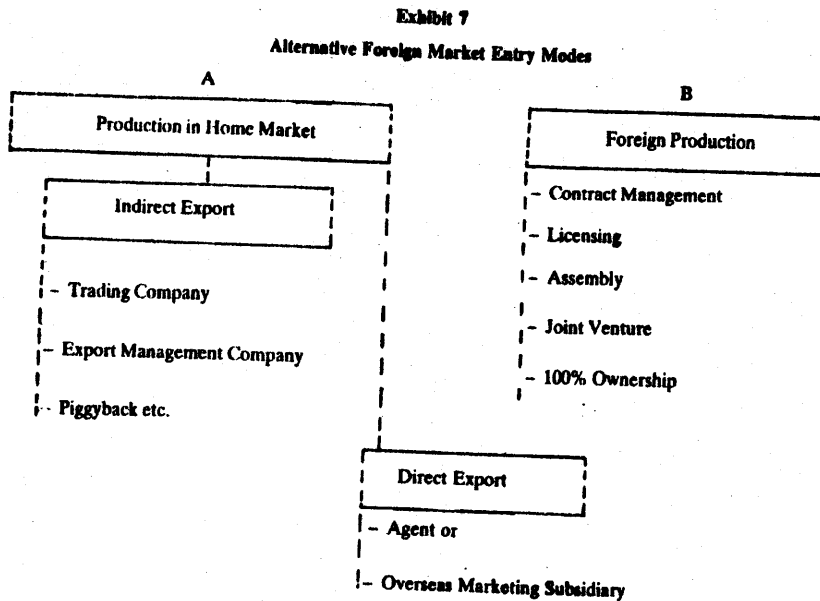 Exhibit 7
Alternative Foreign Market Entry Modes
A
Production in Home Market
Indirect Export
– Trading Company
– Export Management Company
– Piggyback etc.
Direct Export
– Agent or
– Overseas Marketing Subsidiary
B
Foreign Production
– Contract Management
– Licensing
– Assembly
– Joint Venture
– 100% Ownership